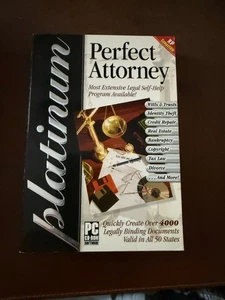 platinum
Perfect
Attorney
XP
Most Extensive Legal Self-Help
Program Available!
Wills & Trusts
Identity Theft
Credit Repair
Real Estate
Bankruptcy
Copyright
Tax Law
Divorce
... And More!
PC
CD-ROM
SOFTWARE
Quickly Create Over 4000
Legally Binding Documents
Valid in All 50 States